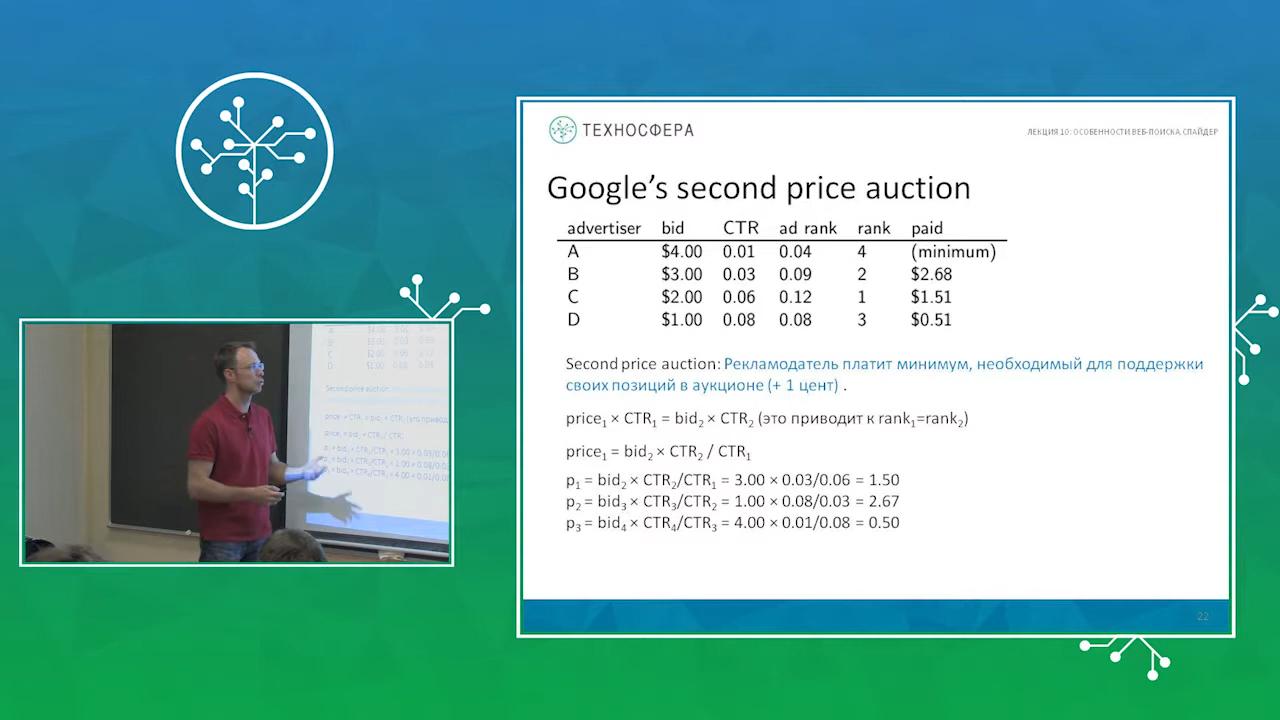 ТЕХНОСФЕРА
ЛЕКЦИЯ 10: ОСОБЕННОСТИ ВЕБ-ПОИСКА. СПАЙДЕР
Google's second price auction
advertiser bid CTR ad rank rank paid
A $4.00 0.01 0.04 4 (minimum)
B $3.00 0.03 0.09 2 $2.68
C $2.00 0.06 0.12 1 $1.51
D $1.00 0.08 0.08 3 $0.51
Second price auction: Рекламодатель платит минимум, необходимый для поддержки
своих позиций в аукционе (+ 1 цент) .
price₁ × CTR₁ = bid₂ × CTR₂ (это приводит к rank₁=rank₂)
price₁ = bid₂ × CTR₂ / CTR₁
p₁ = bid₂ × CTR₂/CTR₁ = 3.00 × 0.03/0.06 = 1.50
p₂ = bid₃ × CTR₃/CTR₂ = 1.00 × 0.08/0.03 = 2.67
p₃ = bid₄ × CTR₄/CTR₃ = 4.00 × 0.01/0.08 = 0.50
22